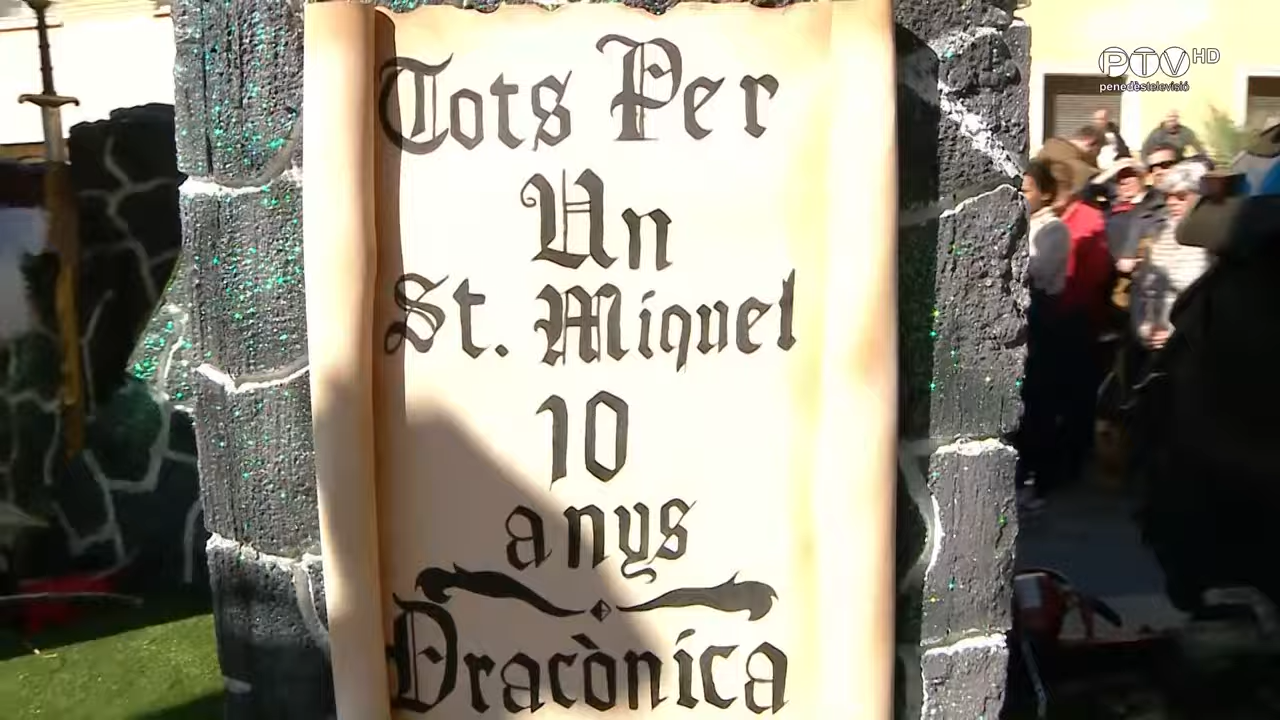 Tots Per
Un
St. Miquel
10
anys
Dracònica
PTV HD
penedèstelevisió